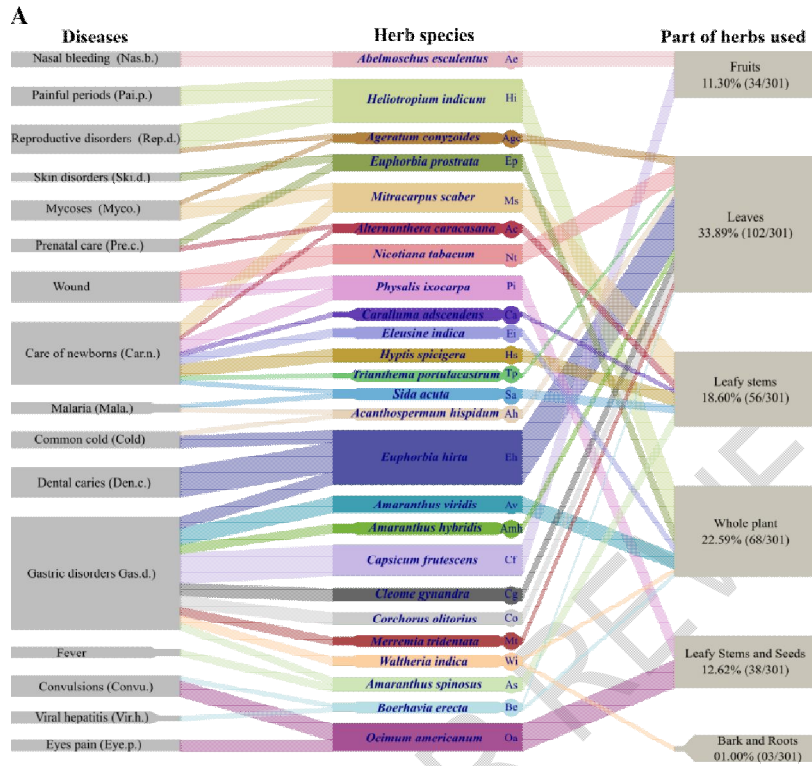 A
Diseases
Herb species
Part of herbs used
Nasal bleeding (Nas.b.)
Painful periods (Pai.p.)
Reproductive disorders (Rep.d.)
Skin disorders (Ski.d.)
Mycoses (Myco.)
Prenatal care (Pre.c.)
Wound
Care of newborns (Car.n.)
Malaria (Mala.)
Common cold (Cold)
Dental caries (Den.c.)
Gastric disorders Gas.d.)
Fever
Convulsions (Convu.)
Viral hepatitis (Vir.h.)
Eyes pain (Eye.p.)
Abelmoschus esculentus Ae
Heliotropium indicum Hi
Ageratum conyzoides Agc
Euphorbia prostrata Ep
Mitracarpus scaber Ms
Alternanthera caracasana Ac
Nicotiana tabacum Nt
Physalis ixocarpa Pi
Caralluma adscendens Ca
Eleusine indica Ei
Hyptis spicigera Hs
Trianthema portulacastrum Tp
Sida acuta Sa
Acanthospermum hispidum Ah
Euphorbia hirta Eh
Amaranthus viridis Av
Amaranthus hybridis Amh
Capsicum frutescens Cf
Cleome gynandra Cg
Corchorus olitorius Co
Merremia tridentata Mt
Waltheria indica Wi
Amaranthus spinosus As
Boerhavia erecta Be
Ocimum americanum Oa
Fruits
11.30% (34/301)
Leaves
33.89% (102/301)
Leafy stems
18.60% (56/301)
Whole plant
22.59% (68/301)
Leafy Stems and Seeds
12.62% (38/301)
Bark and Roots
01.00% (03/301)